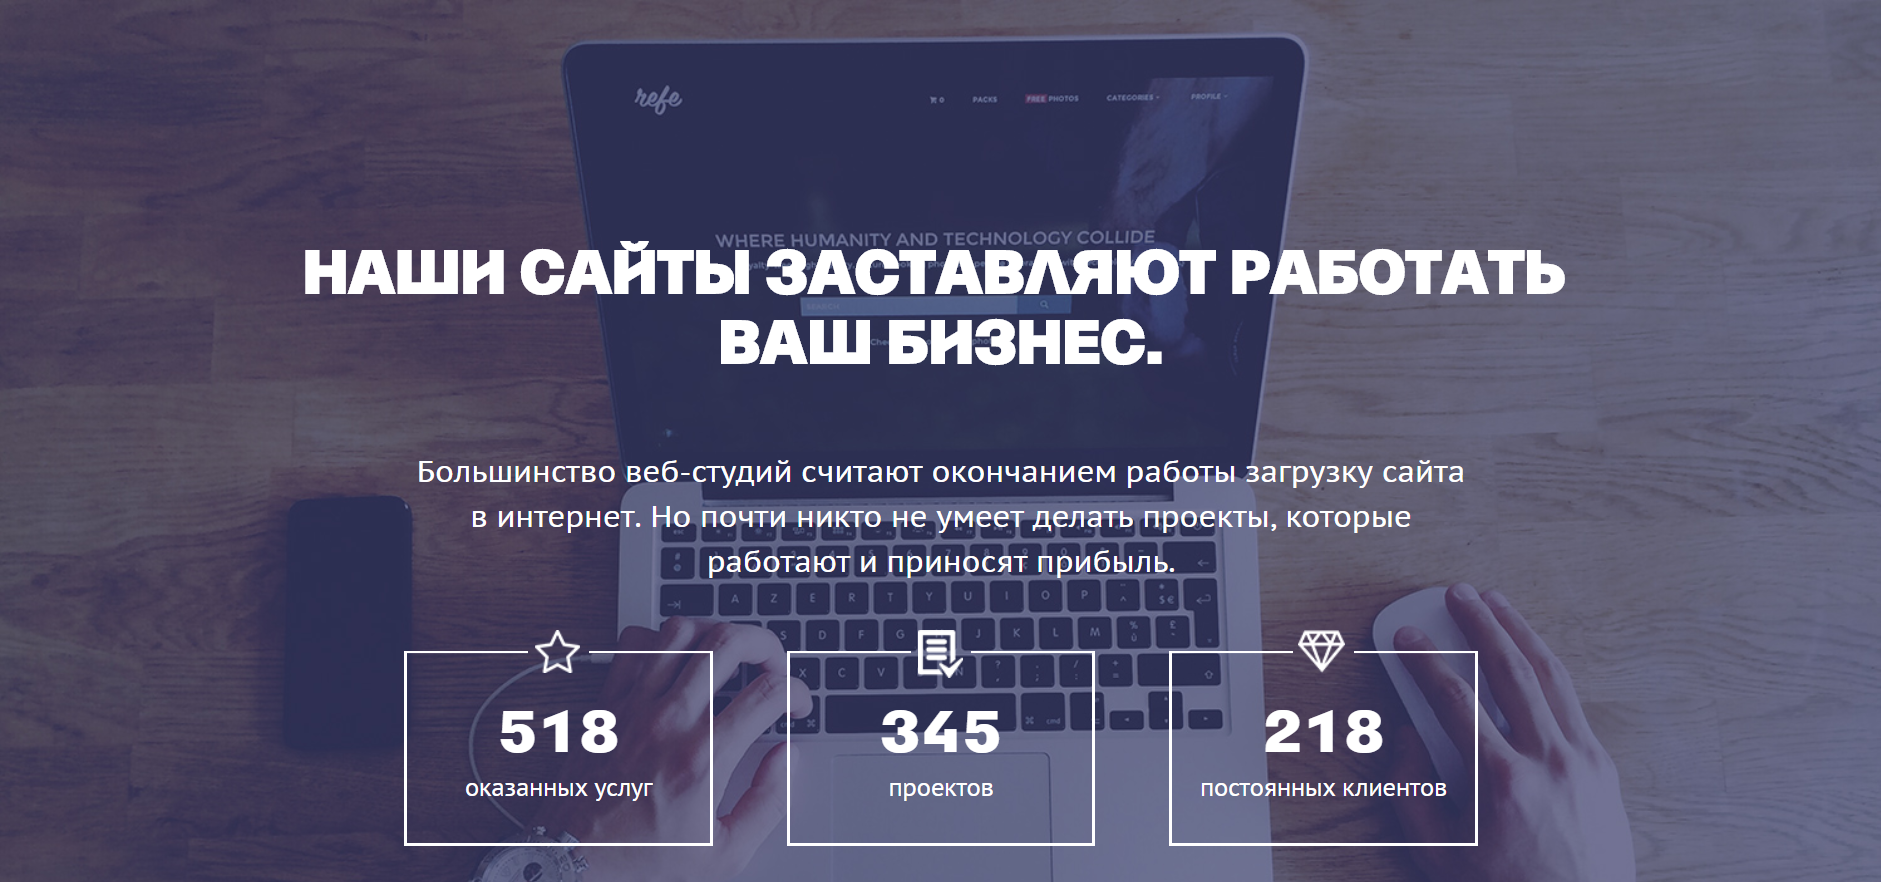 refe
0 PACKS FREE PHOTOS CATEGORIES PROFILE
WHERE HUMANITY AND TECHNOLOGY COLLIDE
НАШИ САЙТЫ ЗАСТАВЛЯЮТ РАБОТАТЬ
SEARCH
ВАШ БИЗНЕС.
Большинство веб-студий считают окончанием работы загрузку сайта
в интернет. Но почти никто не умеет делать проекты, которые
работают и приносят прибыль.
A Z E R T Y U I O P
S D F G J K L M
X C V N
518
оказанных услуг
345
проектов
218
постоянных клиентов